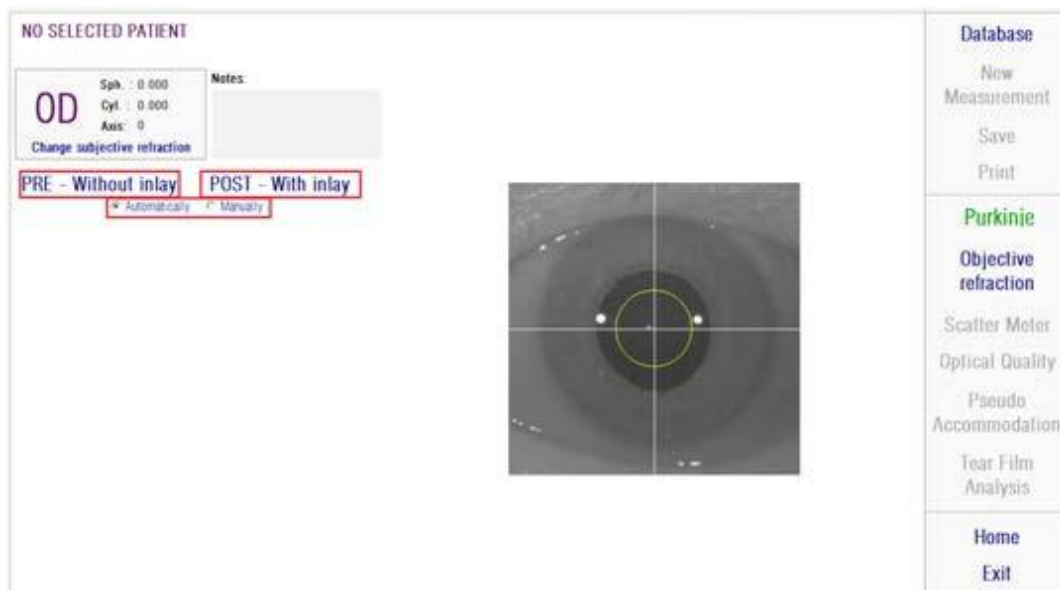 NO SELECTED PATIENT
OD
Sph. : 0.000
Cyl. : 0.000
Axis: 0
Change subjective refraction
Notes:
PRE - Without inlay
POST - With inlay
Automatically
Manually
Database
New
Measurement
Save
Print
Purkinje
Objective
refraction
Scatter Meter
Optical Quality
Pseudo
Accommodation
Tear Film
Analysis
Home
Exit